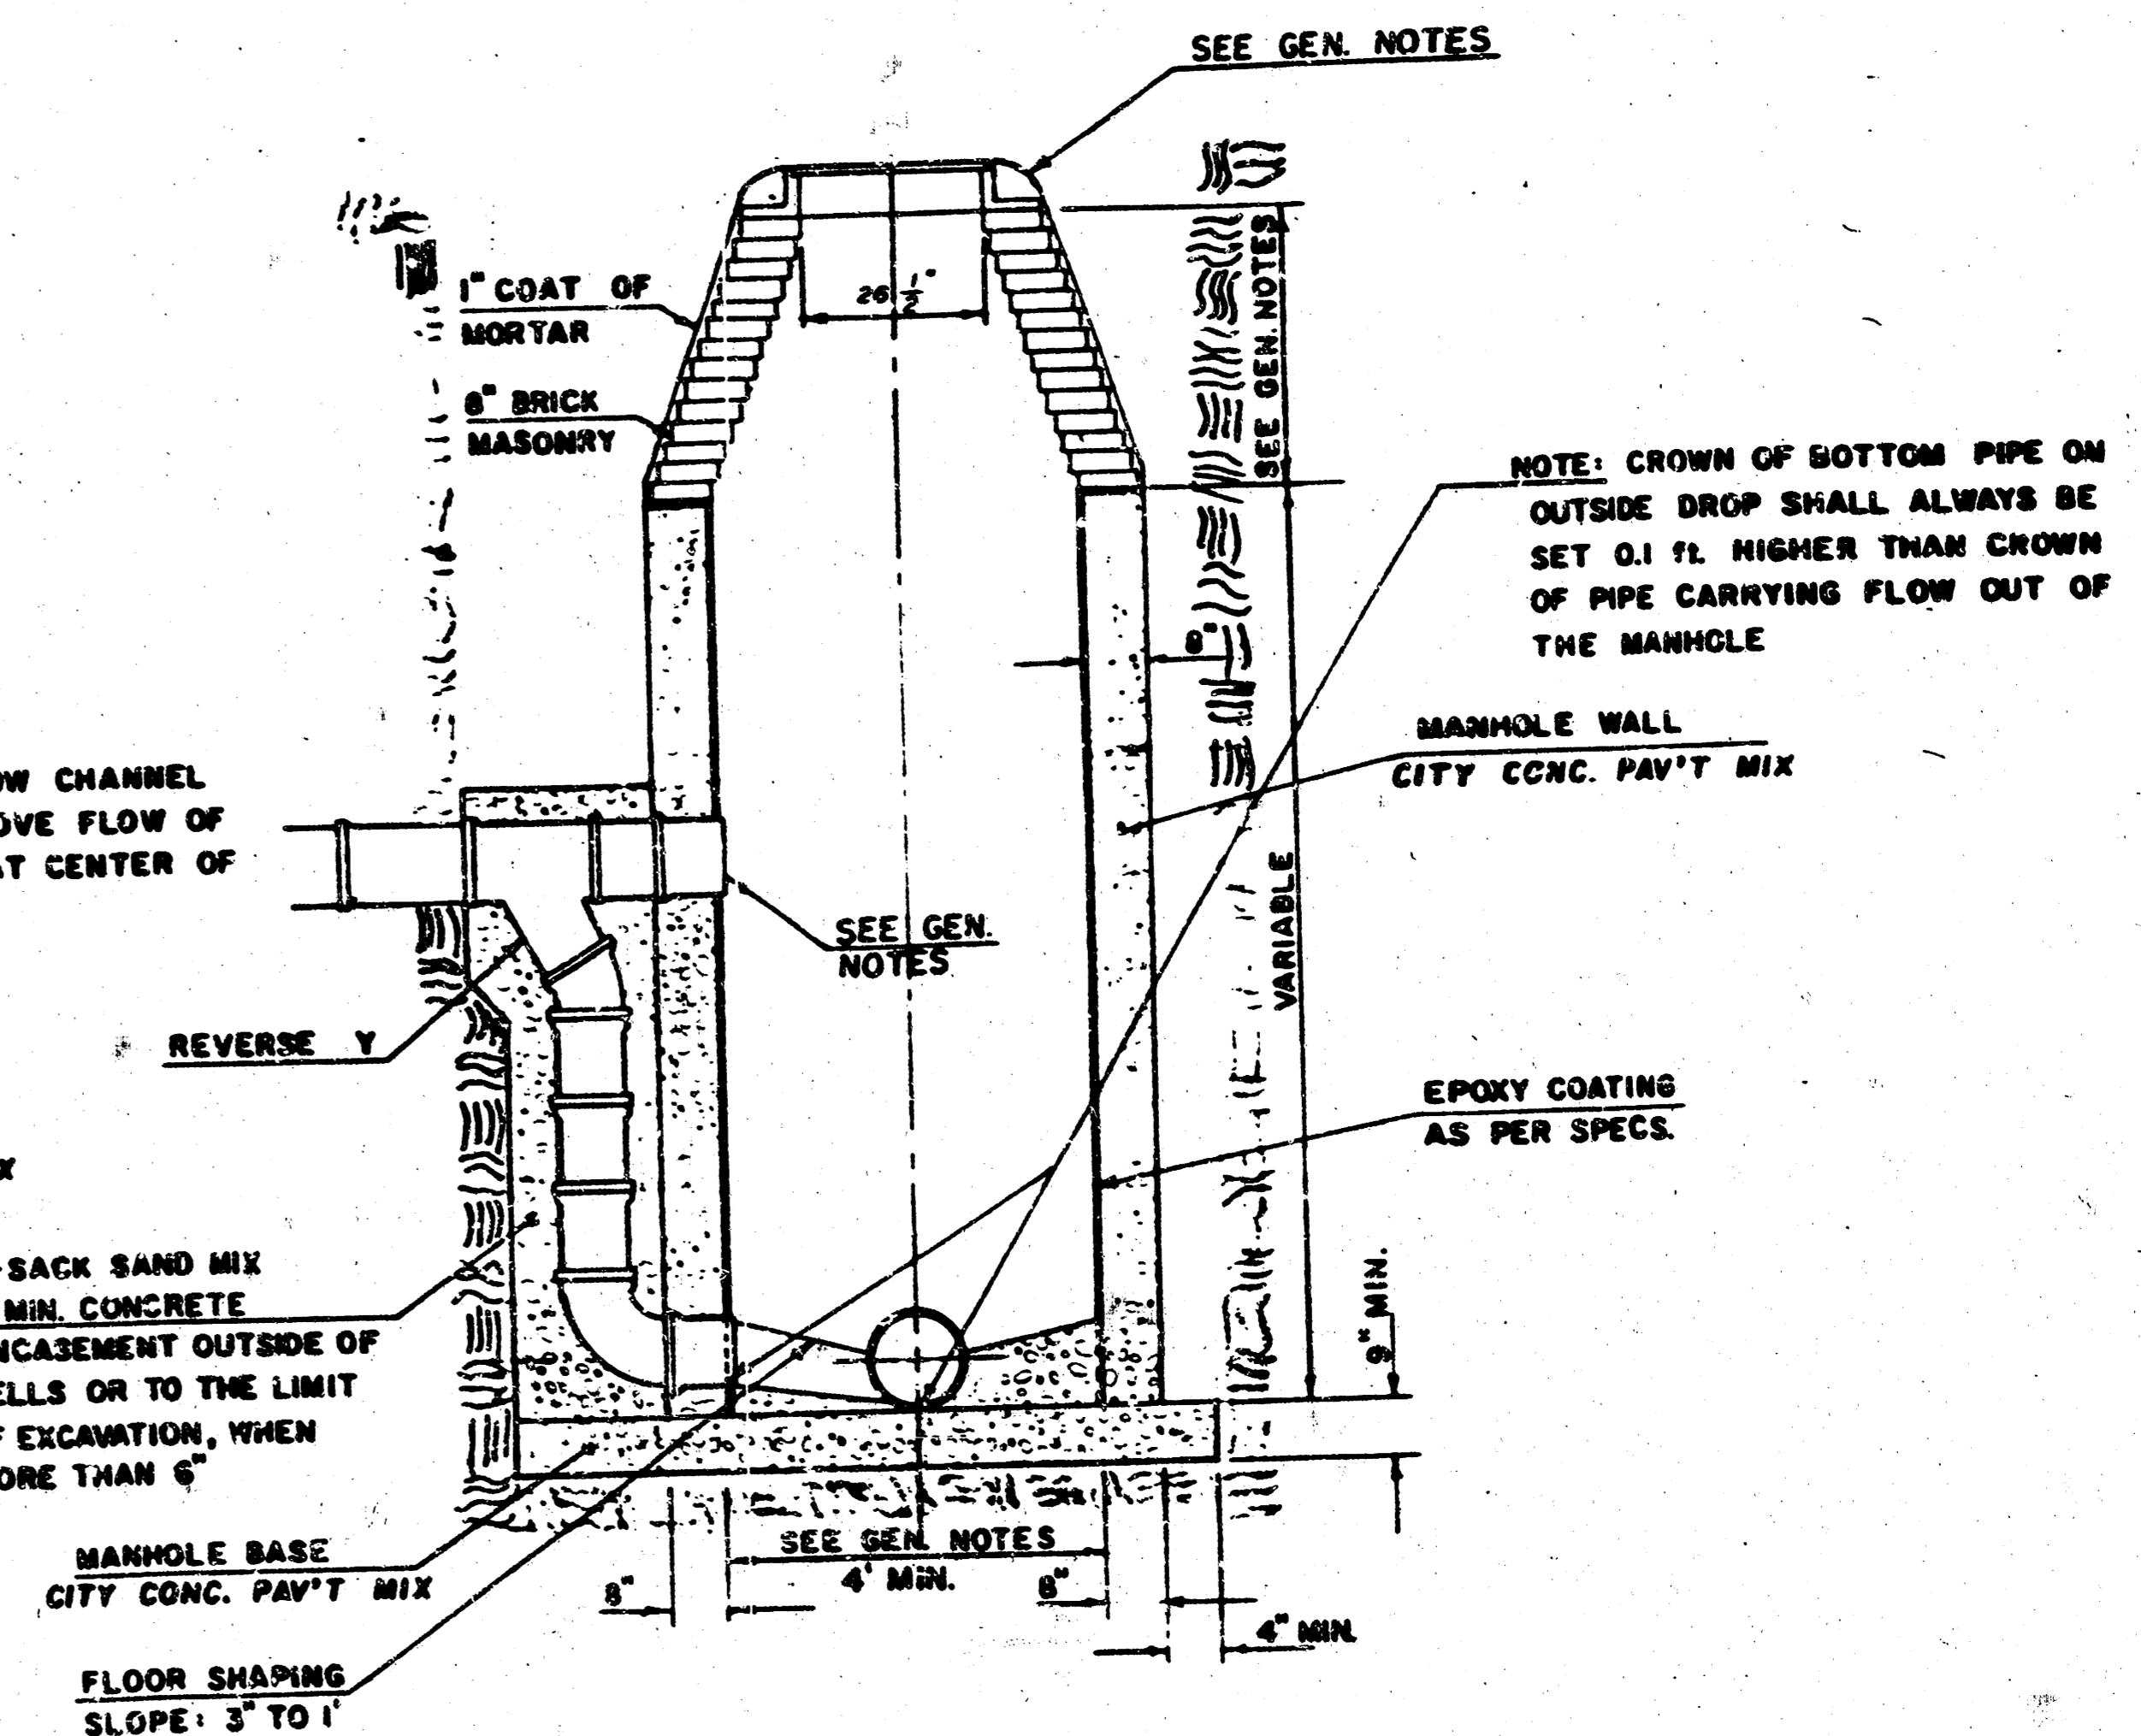 SEE GEN. NOTES
1" COAT OF
MORTAR
26 1/2"
8" BRICK
MASONRY
SEE GEN. NOTES
NOTE: CROWN OF BOTTOM PIPE ON
OUTSIDE DROP SHALL ALWAYS BE
SET 0.1 ft. HIGHER THAN CROWN
OF PIPE CARRYING FLOW OUT OF
THE MANHOLE
8"
MANHOLE WALL
CITY CONC. PAV'T MIX
OW CHANNEL
OVE FLOW OF
AT CENTER OF
SEE GEN.
NOTES
VARIABLE
REVERSE Y
EPOXY COATING
AS PER SPECS.
X
SACK SAND MIX
MIN. CONCRETE
NCASEMENT OUTSIDE OF
ELLS OR TO THE LIMIT
F EXCAVATION, WHEN
ORE THAN 6"
9" MIN.
MANHOLE BASE
CITY CONC. PAV'T MIX
SEE GEN. NOTES
4' MIN.
8"
8"
4" MIN.
FLOOR SHAPING
SLOPE: 3" TO 1'